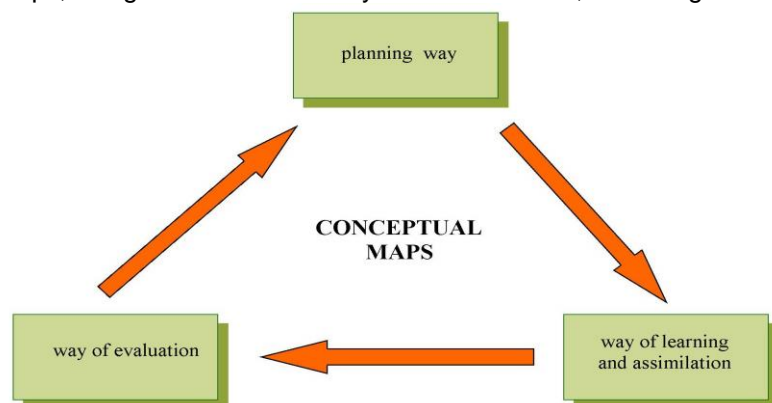 planning way
CONCEPTUAL
MAPS
way of evaluation
way of learning
and assimilation